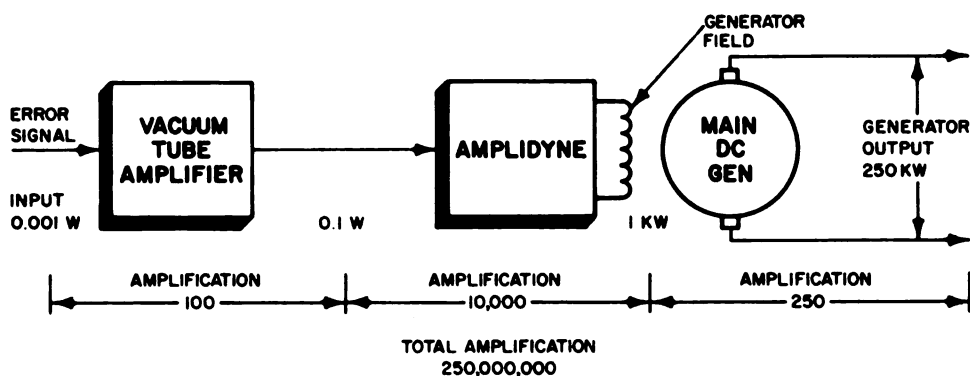 GENERATOR
FIELD
ERROR
SIGNAL
VACUUM
TUBE
AMPLIFIER
AMPLIDYNE
MAIN
DC
GEN
GENERATOR
OUTPUT
250 KW
INPUT
0.001 W
0.1 W
1 KW
AMPLIFICATION
100
AMPLIFICATION
10,000
AMPLIFICATION
250
TOTAL AMPLIFICATION
250,000,000